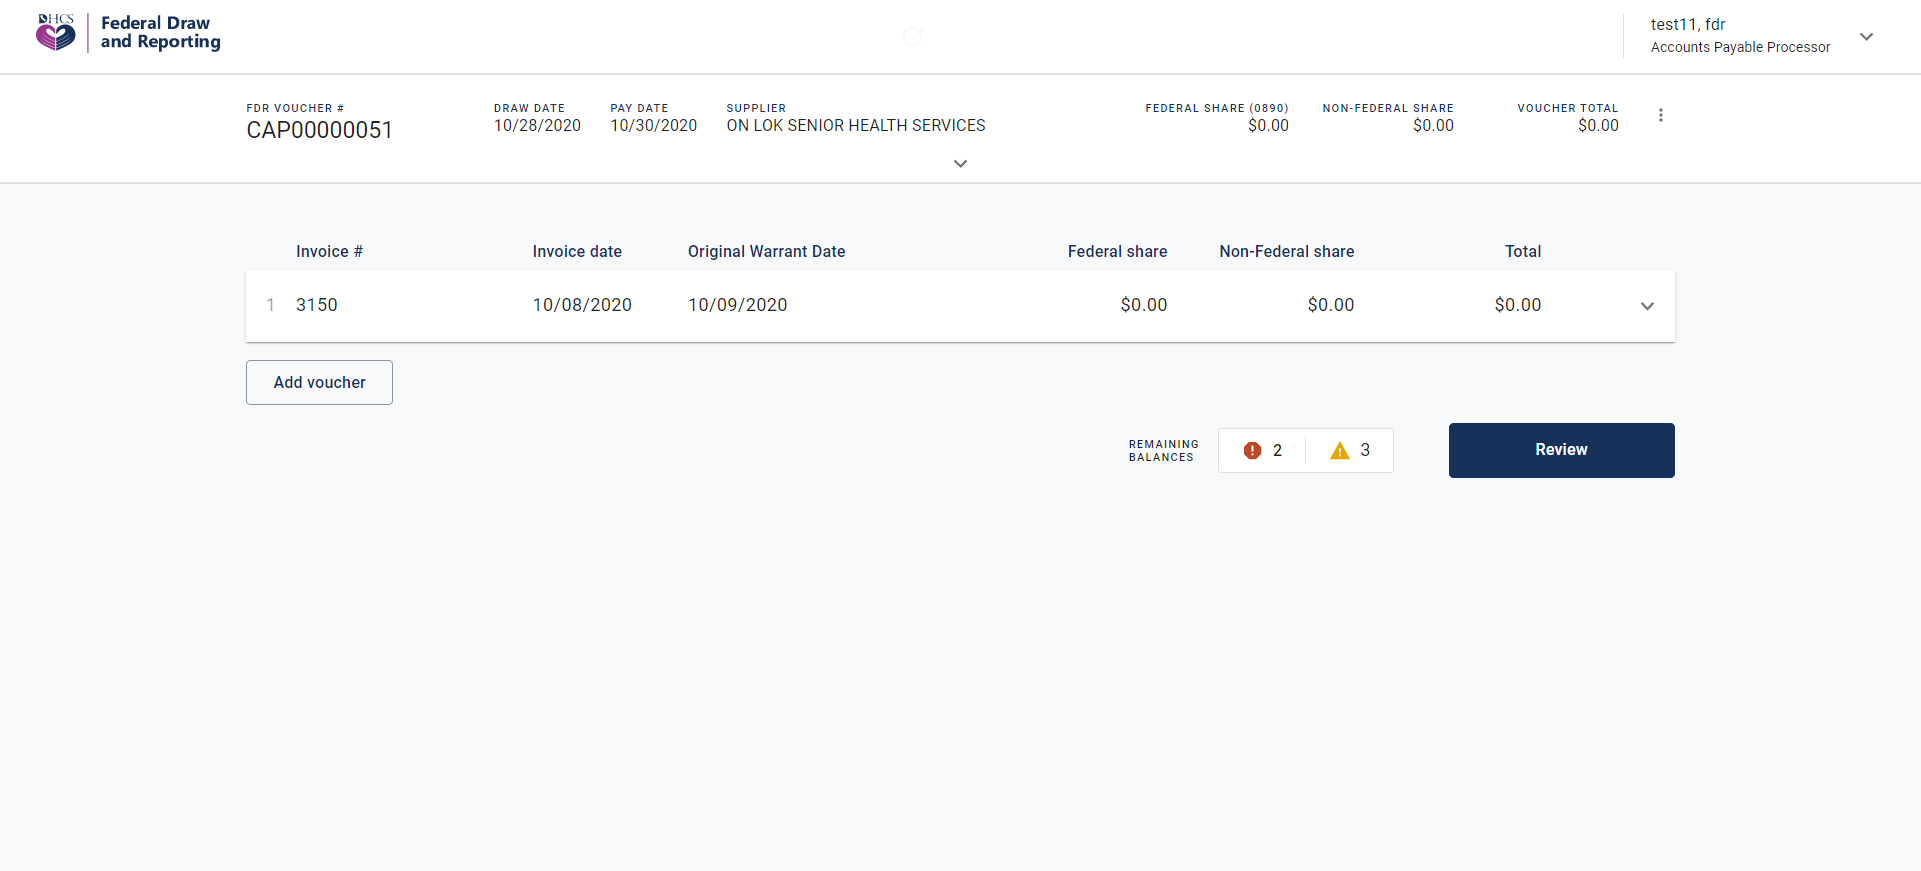 DHCS
Federal Draw
and Reporting
test11, fdr
Accounts Payable Processor
FDR VOUCHER #
CAP00000051
DRAW DATE
10/28/2020
PAY DATE
10/30/2020
SUPPLIER
ON LOK SENIOR HEALTH SERVICES
FEDERAL SHARE (0890)
$0.00
NON-FEDERAL SHARE
$0.00
VOUCHER TOTAL
$0.00
Invoice # Invoice date Original Warrant Date Federal share Non-Federal share Total
1 3150 10/08/2020 10/09/2020 $0.00 $0.00 $0.00
Add voucher
REMAINING
BALANCES
2 3
Review